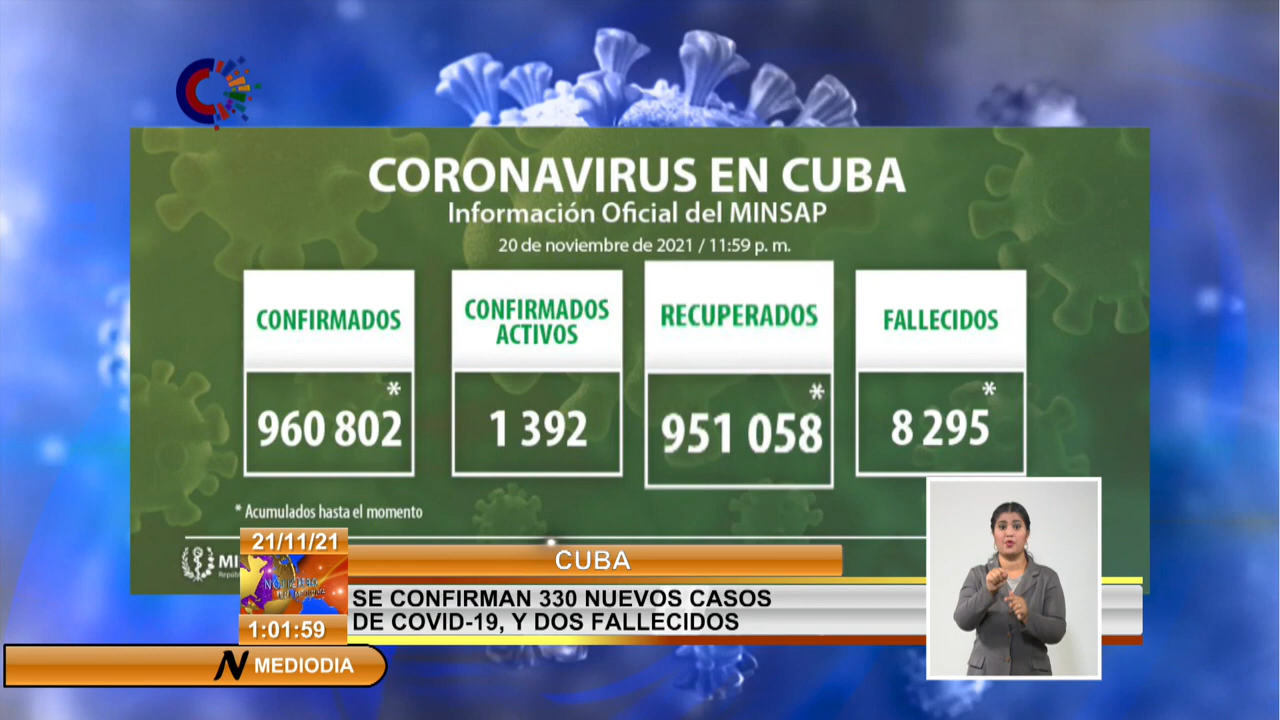 CORONAVIRUS EN CUBA
Información Oficial del MINSAP
20 de noviembre de 2021 / 11:59 p. m.
CONFIRMADOS
960 802*
CONFIRMADOS
ACTIVOS
1 392
RECUPERADOS
951 058*
FALLECIDOS
8 295*
* Acumulados hasta el momento
21/11/21
CUBA
SE CONFIRMAN 330 NUEVOS CASOS
DE COVID-19, Y DOS FALLECIDOS
1:01:59
N MEDIODIA